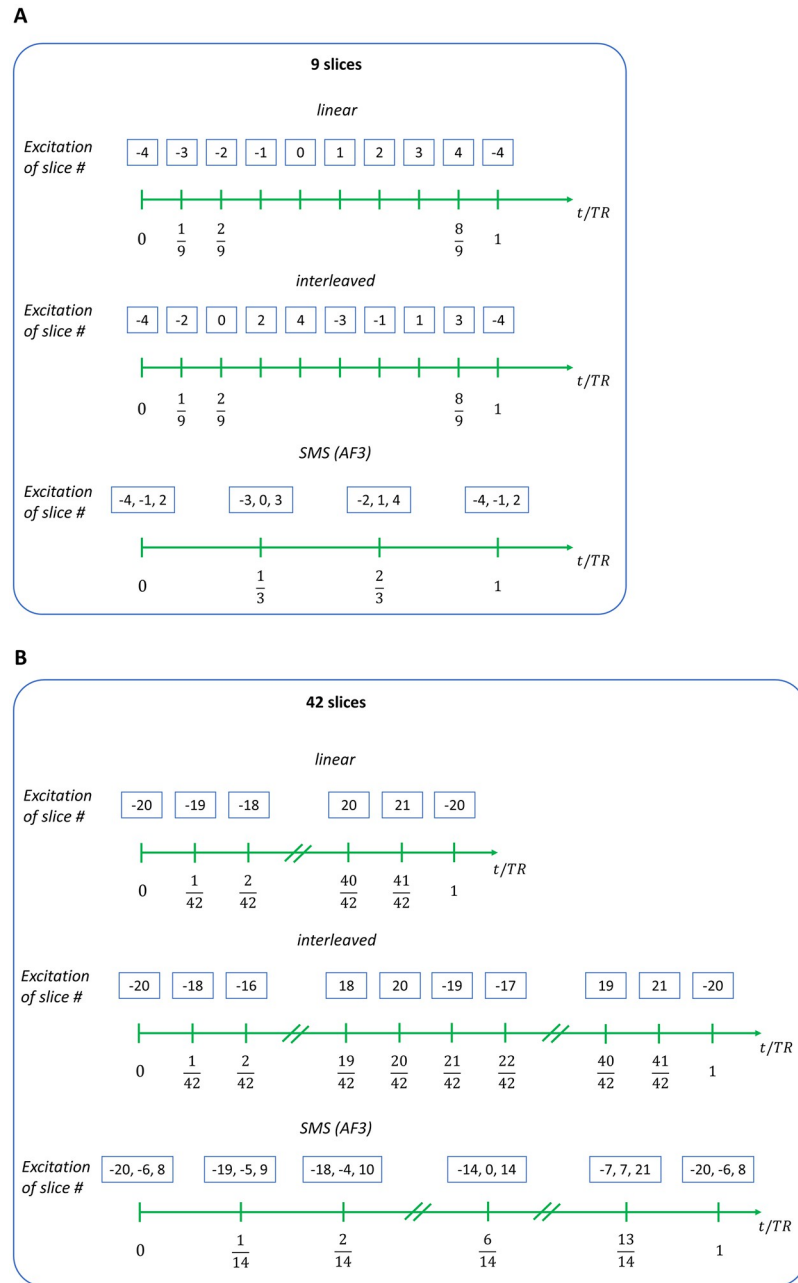 A
9 slices
linear
Excitation
of slice #
-4 -3 -2 -1 0 1 2 3 4 -4
t/TR
0 1/9 2/9 8/9 1
interleaved
Excitation
of slice #
-4 -2 0 2 4 -3 -1 1 3 -4
t/TR
0 1/9 2/9 8/9 1
SMS (AF3)
Excitation
of slice #
-4, -1, 2 -3, 0, 3 -2, 1, 4 -4, -1, 2
t/TR
0 1/3 2/3 1
B
42 slices
linear
Excitation
of slice #
-20 -19 -18 20 21 -20
t/TR
0 1/42 2/42 40/42 41/42 1
interleaved
Excitation
of slice #
-20 -18 -16 18 20 -19 -17 19 21 -20
t/TR
0 1/42 2/42 19/42 20/42 21/42 22/42 40/42 41/42 1
SMS (AF3)
Excitation
of slice #
-20, -6, 8 -19, -5, 9 -18, -4, 10 -14, 0, 14 -7, 7, 21 -20, -6, 8
t/TR
0 1/14 2/14 6/14 13/14 1